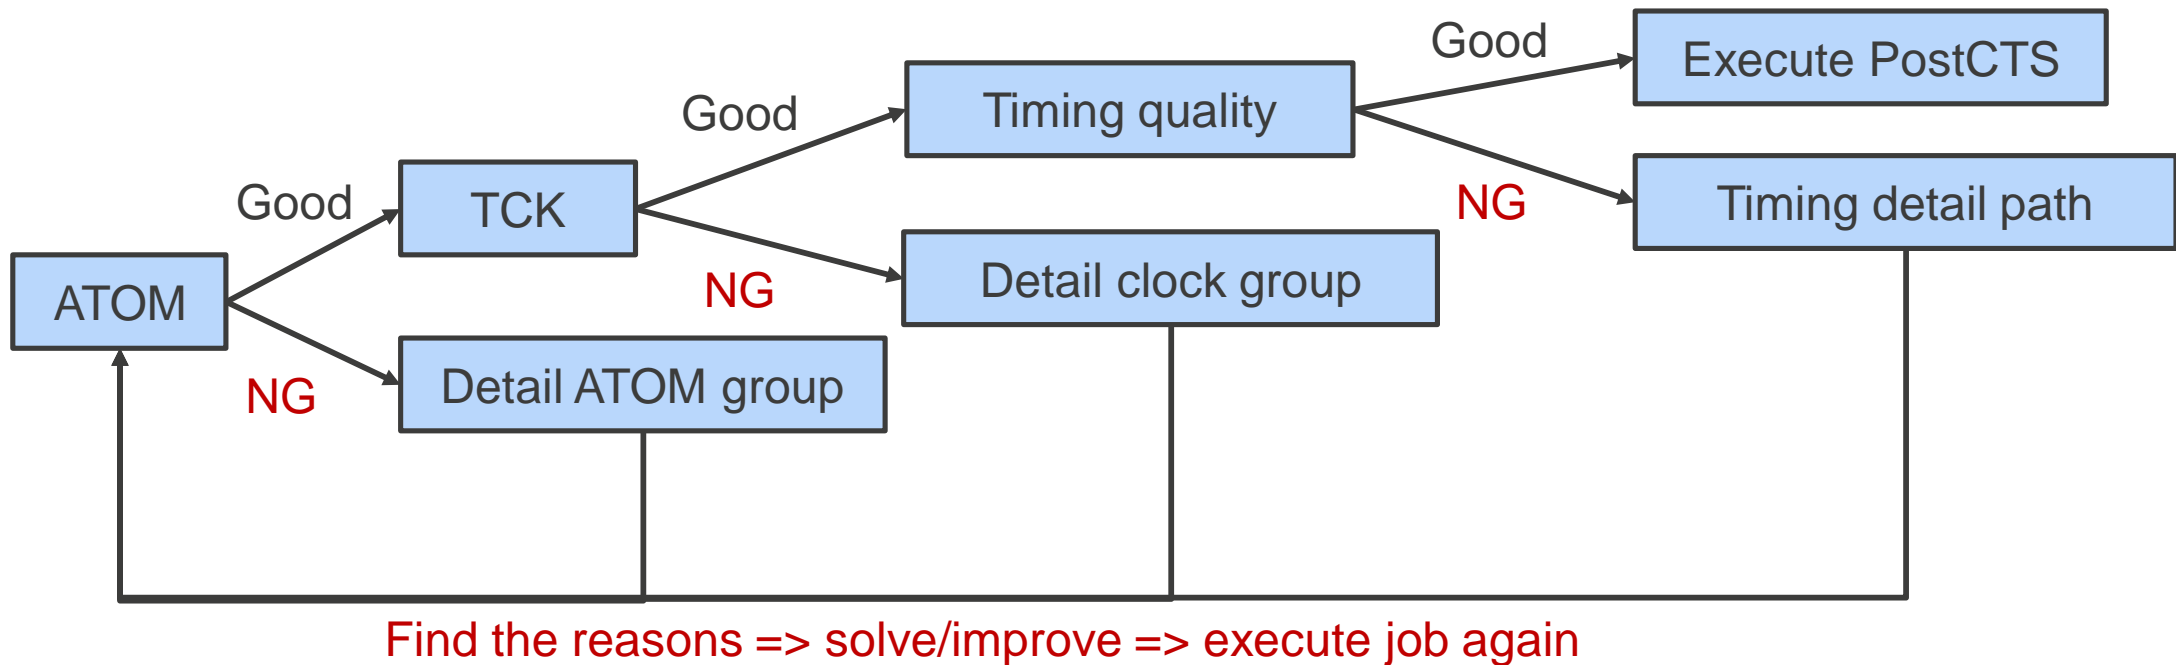 Good
Execute PostCTS
Good
Timing quality
Good
TCK
NG
Timing detail path
ATOM
NG
Detail clock group
NG
Detail ATOM group
Find the reasons => solve/improve => execute job again